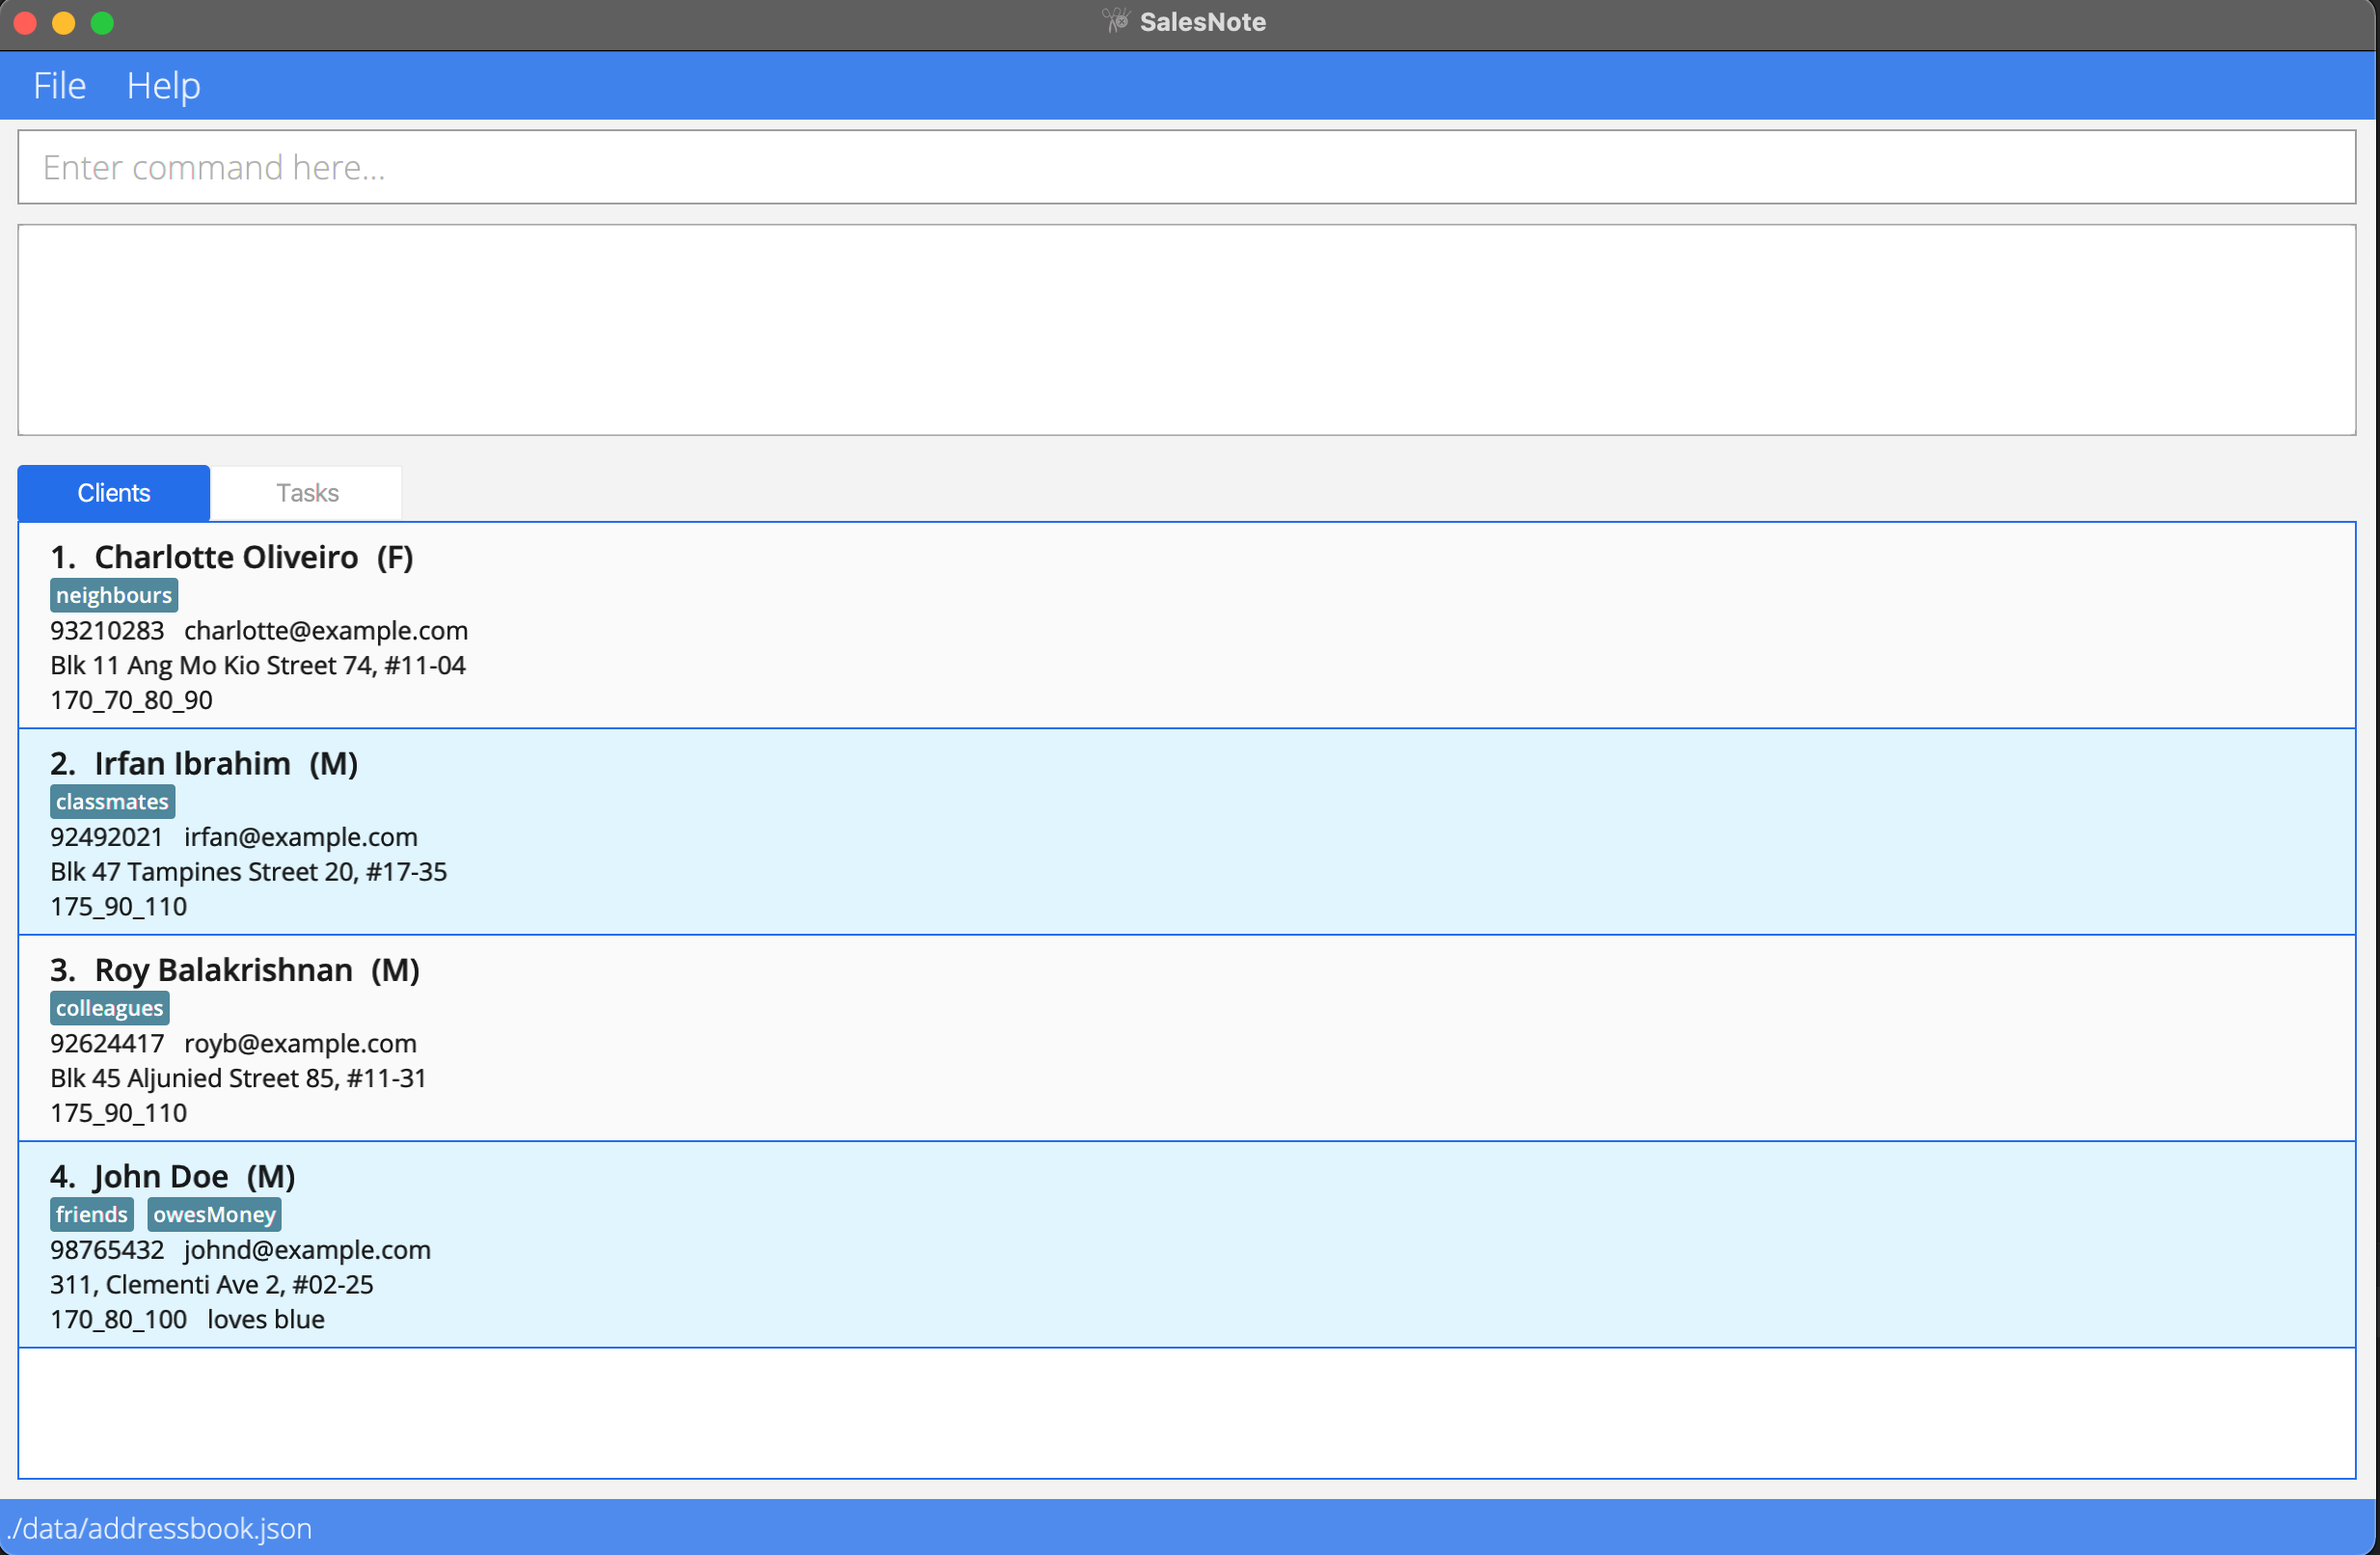 SalesNote
File Help
Enter command here...
Clients Tasks
1. Charlotte Oliveiro (F)
neighbours
93210283 charlotte@example.com
Blk 11 Ang Mo Kio Street 74, #11-04
170_70_80_90
2. Irfan Ibrahim (M)
classmates
92492021 irfan@example.com
Blk 47 Tampines Street 20, #17-35
175_90_110
3. Roy Balakrishnan (M)
colleagues
92624417 royb@example.com
Blk 45 Aljunied Street 85, #11-31
175_90_110
4. John Doe (M)
friends owesMoney
98765432 johnd@example.com
311, Clementi Ave 2, #02-25
170_80_100 loves blue
./data/addressbook.json